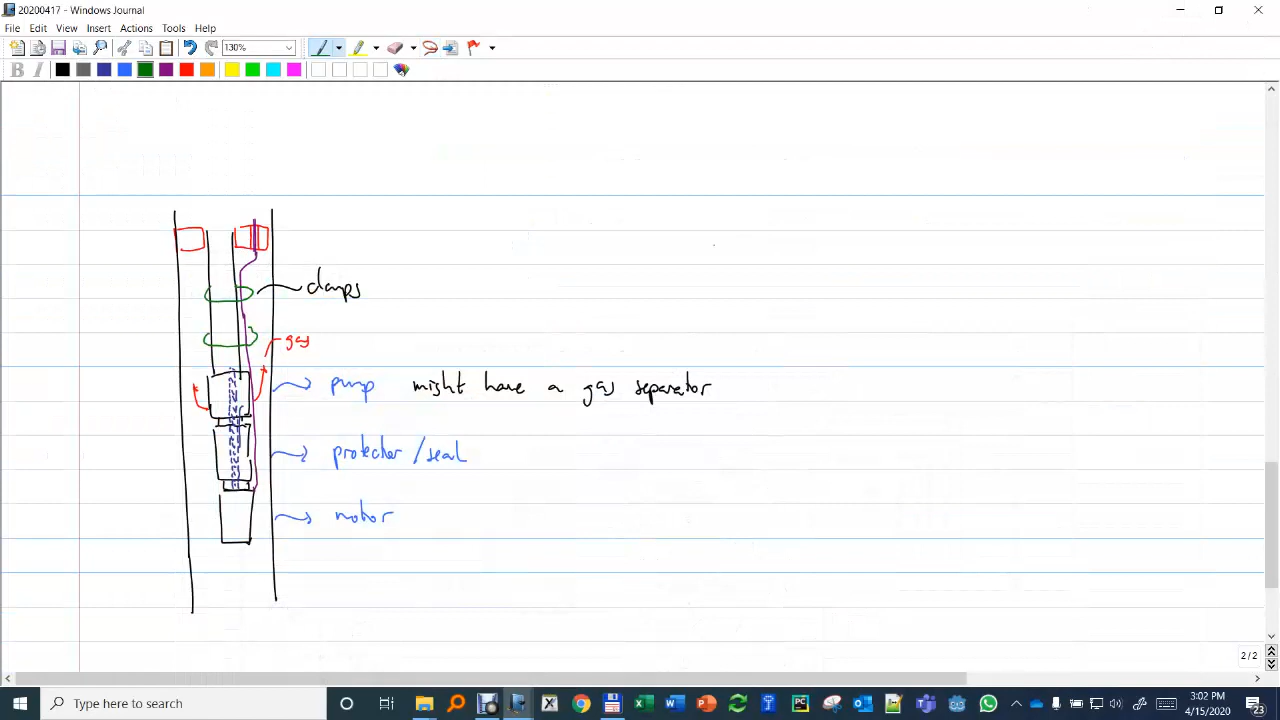 20200417 - Windows Journal
File Edit View Insert Actions Tools Help
130%
B I
clamps
gas
pump might have a gas separator
protector/seal
motor
2/2
Type here to search
3:02 PM
4/15/2020
23